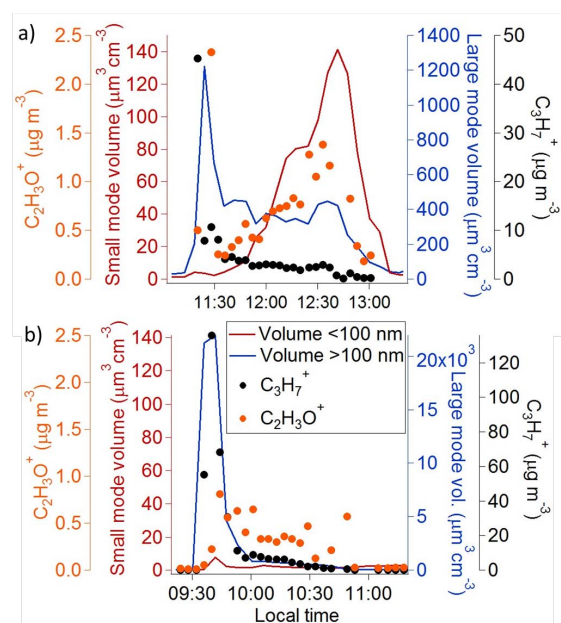 a)
C₂H₃O⁺ (µg m⁻³)
2.5
2.0
1.5
1.0
0.5
0.0
Small mode volume (µm³ cm⁻³)
140
120
100
80
60
40
20
0
1400
1200
1000
800
600
400
200
0
Large mode volume (µm³ cm⁻³)
50
40
30
20
10
0
C₃H₇⁺ (µg m⁻³)
11:30 12:00 12:30 13:00
b)
C₂H₃O⁺ (µg m⁻³)
2.5
2.0
1.5
1.0
0.5
0.0
Small mode volume (µm³ cm⁻³)
140
120
100
80
60
40
20
0
Volume <100 nm
Volume >100 nm
C₃H₇⁺
C₂H₃O⁺
20x10³
15
10
5
0
Large mode vol. (µm³ cm⁻³)
120
100
80
60
40
20
0
C₃H₇⁺ (µg m⁻³)
09:30 10:00 10:30 11:00
Local time